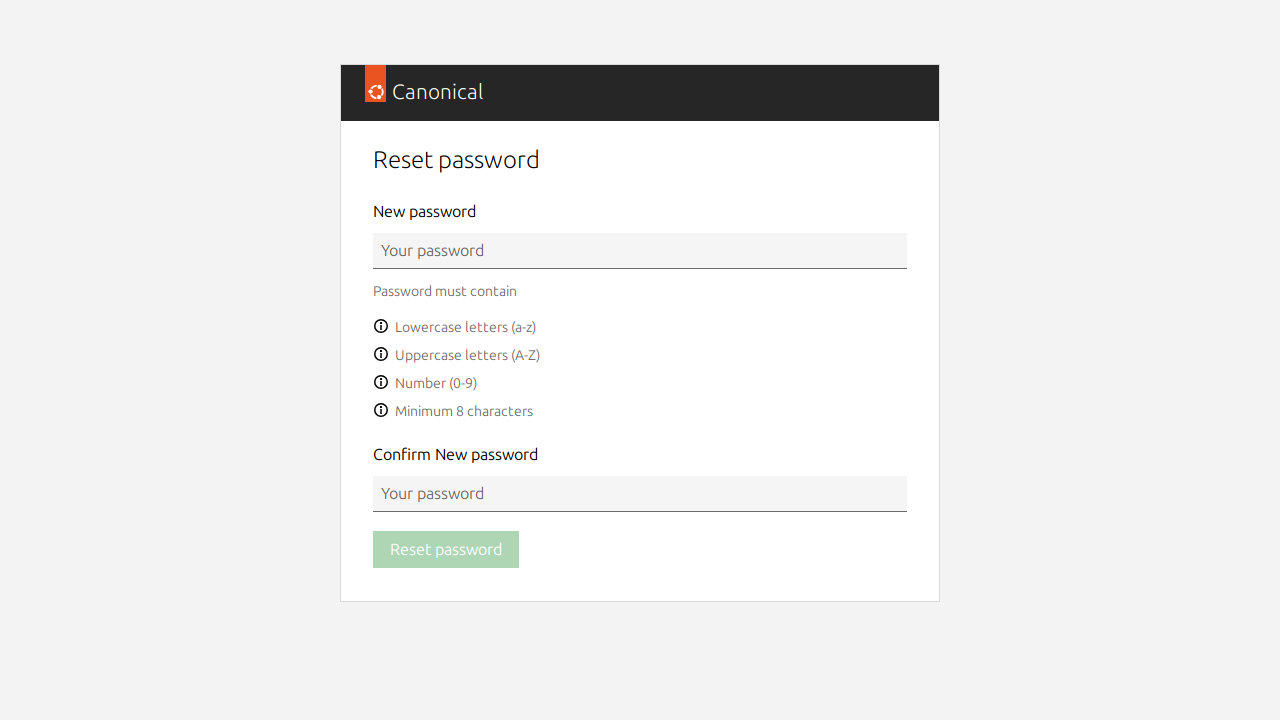 Canonical
Reset password
New password
Your password
Password must contain
Lowercase letters (a-z)
Uppercase letters (A-Z)
Number (0-9)
Minimum 8 characters
Confirm New password
Your password
Reset password